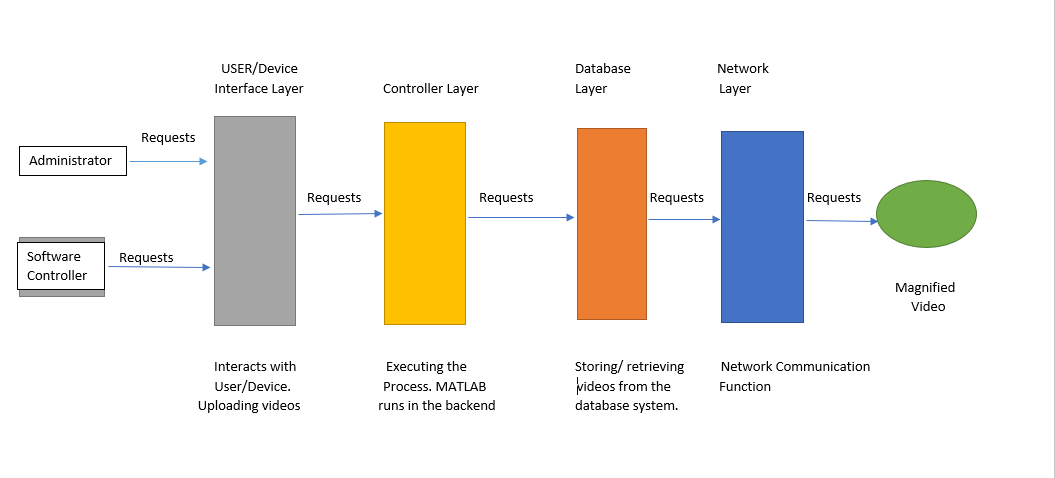 USER/Device
Interface Layer
Controller Layer
Database
Layer
Network
Layer
Requests
Administrator
Requests
Requests
Requests
Requests
Software
Controller
Requests
Magnified
Video
Interacts with
User/Device.
Uploading videos
Executing the
Process. MATLAB
runs in the backend
Storing/ retrieving
videos from the
database system.
Network Communication
Function